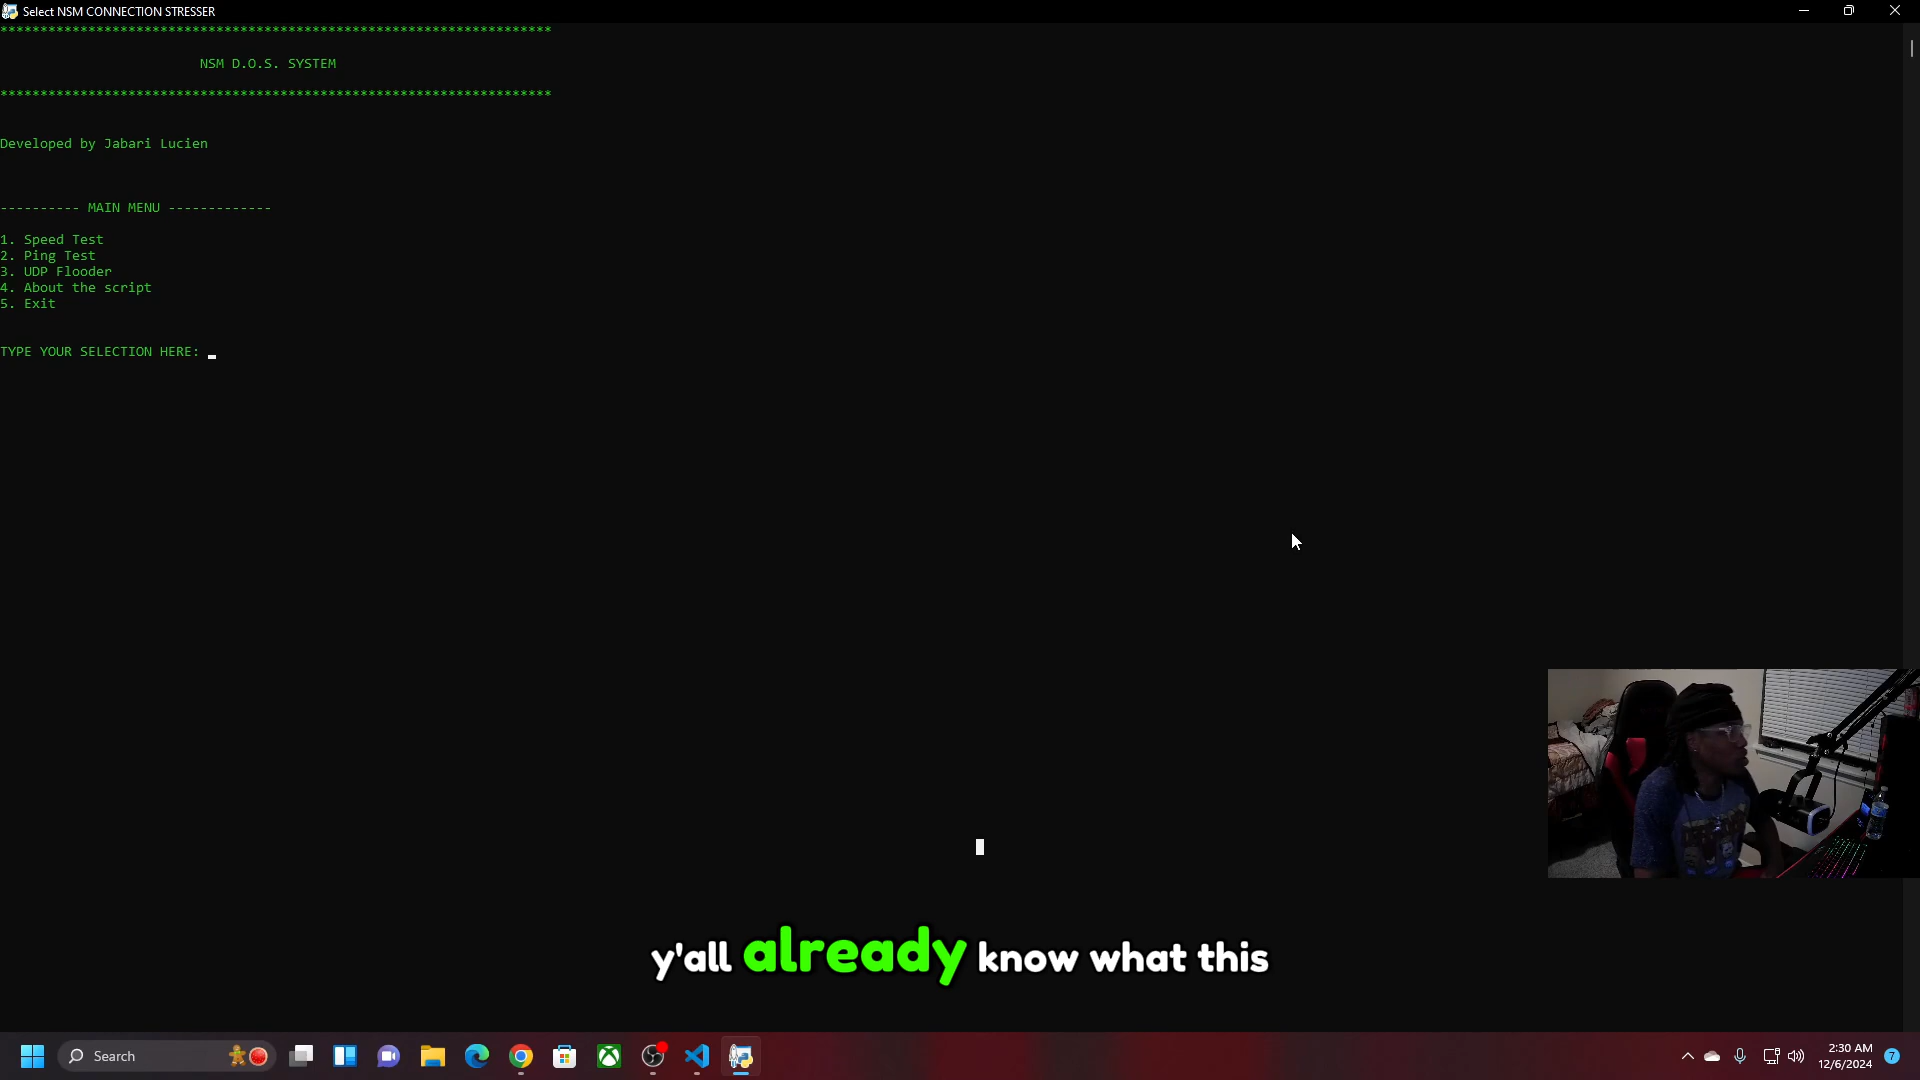 Select NSM CONNECTION STRESSER
*********************************************************************
NSM D.O.S. SYSTEM
*********************************************************************
Developed by Jabari Lucien
---------- MAIN MENU -------------
1. Speed Test
2. Ping Test
3. UDP Flooder
4. About the script
5. Exit
TYPE YOUR SELECTION HERE:
y'all already know what this
Search
2:30 AM
12/6/2024
7